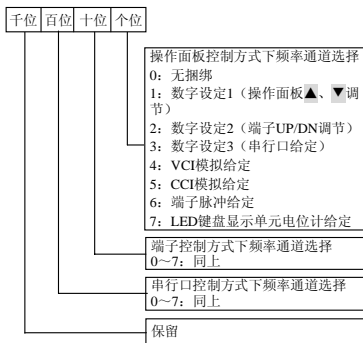 千位 百位 十位 个位
操作面板控制方式下频率通道选择
0：无捆绑
1：数字设定1（操作面板▲、▼调
节）
2：数字设定2（端子UP/DN调节）
3：数字设定3（串行口给定）
4：VCI模拟给定
5：CCI模拟给定
6：端子脉冲给定
7：LED键盘显示单元电位计给定
端子控制方式下频率通道选择
0～7：同上
串行口控制方式下频率通道选择
0～7：同上
保留